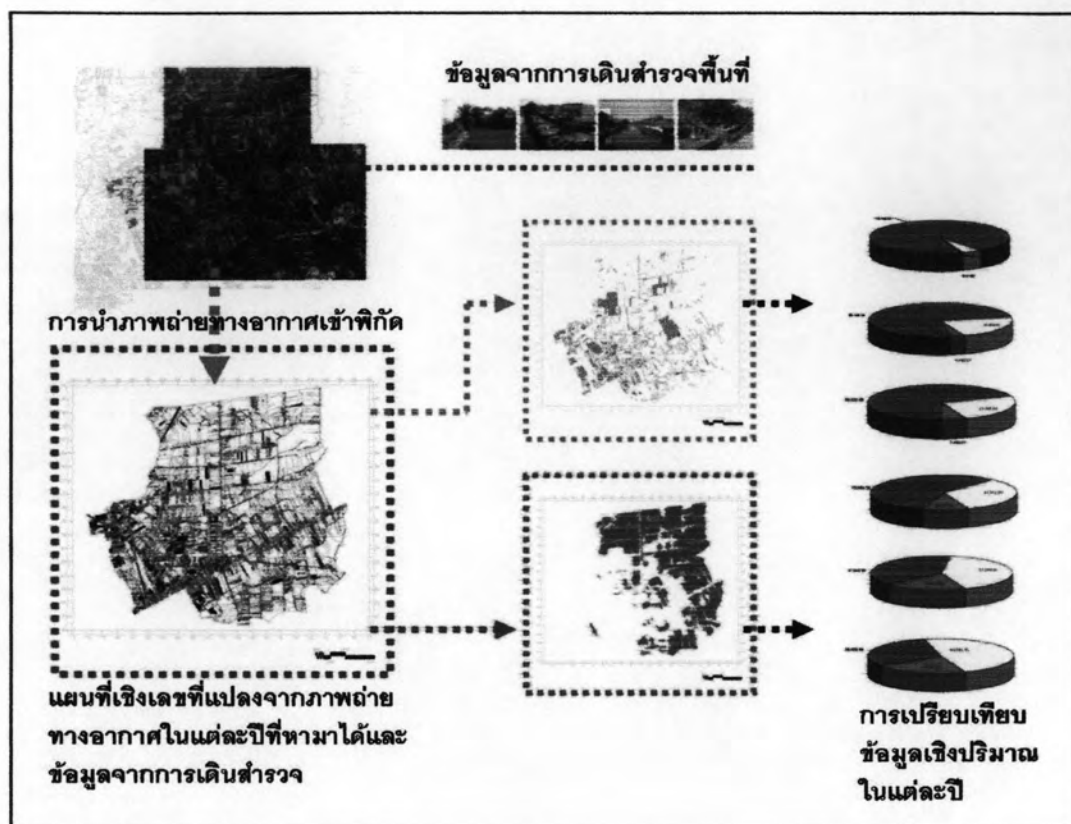 ข้อมูลจากการเดินสำรวจพื้นที่
การนำภาพถ่ายทางอากาศเข้าพิกัด
แผนที่เชิงเลขที่แปลงจากภาพถ่าย
ทางอากาศในแต่ละปีที่หามาได้และ
ข้อมูลจากการเดินสำรวจ
การเปรียบเทียบ
ข้อมูลเชิงปริมาณ
ในแต่ละปี